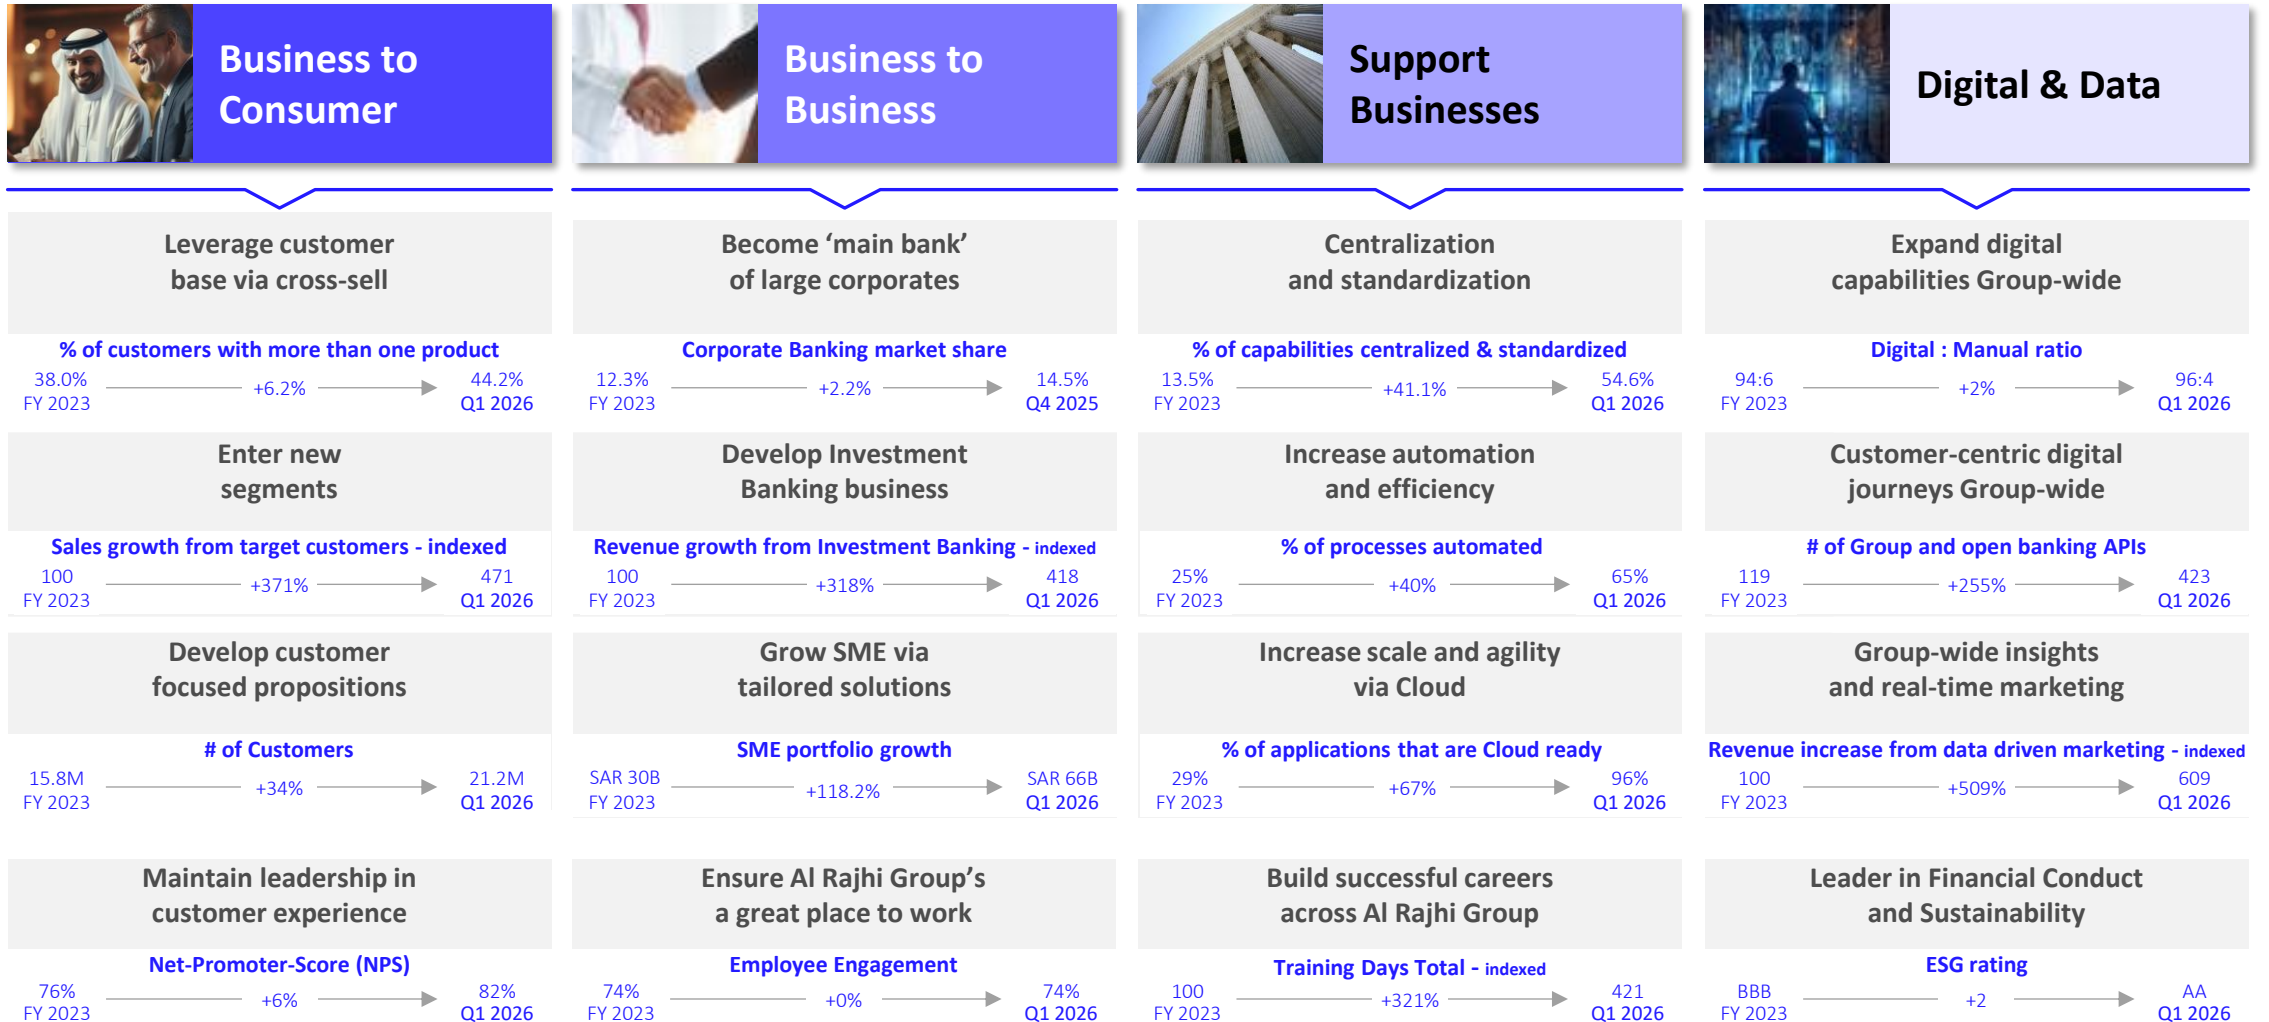 Business to
Consumer
Business to
Business
Support
Businesses
Digital & Data
Leverage customer
base via cross-sell
% of customers with more than one product
38.0%
FY 2023
+6.2%
44.2%
Q1 2026
Become ‘main bank’
of large corporates
Corporate Banking market share
12.3%
FY 2023
+2.2%
14.5%
Q4 2025
Centralization
and standardization
% of capabilities centralized & standardized
13.5%
FY 2023
+41.1%
54.6%
Q1 2026
Expand digital
capabilities Group-wide
Digital : Manual ratio
94:6
FY 2023
+2%
96:4
Q1 2026
Enter new
segments
Sales growth from target customers - indexed
100
FY 2023
+371%
471
Q1 2026
Develop Investment
Banking business
Revenue growth from Investment Banking - indexed
100
FY 2023
+318%
418
Q1 2026
Increase automation
and efficiency
% of processes automated
25%
FY 2023
+40%
65%
Q1 2026
Customer-centric digital
journeys Group-wide
# of Group and open banking APIs
119
FY 2023
+255%
423
Q1 2026
Develop customer
focused propositions
# of Customers
15.8M
FY 2023
+34%
21.2M
Q1 2026
Grow SME via
tailored solutions
SME portfolio growth
SAR 30B
FY 2023
+118.2%
SAR 66B
Q1 2026
Increase scale and agility
via Cloud
% of applications that are Cloud ready
29%
FY 2023
+67%
96%
Q1 2026
Group-wide insights
and real-time marketing
Revenue increase from data driven marketing - indexed
100
FY 2023
+509%
609
Q1 2026
Maintain leadership in
customer experience
Net-Promoter-Score (NPS)
76%
FY 2023
+6%
82%
Q1 2026
Ensure Al Rajhi Group’s
a great place to work
Employee Engagement
74%
FY 2023
+0%
74%
Q1 2026
Build successful careers
across Al Rajhi Group
Training Days Total - indexed
100
FY 2023
+321%
421
Q1 2026
Leader in Financial Conduct
and Sustainability
ESG rating
BBB
FY 2023
+2
AA
Q1 2026